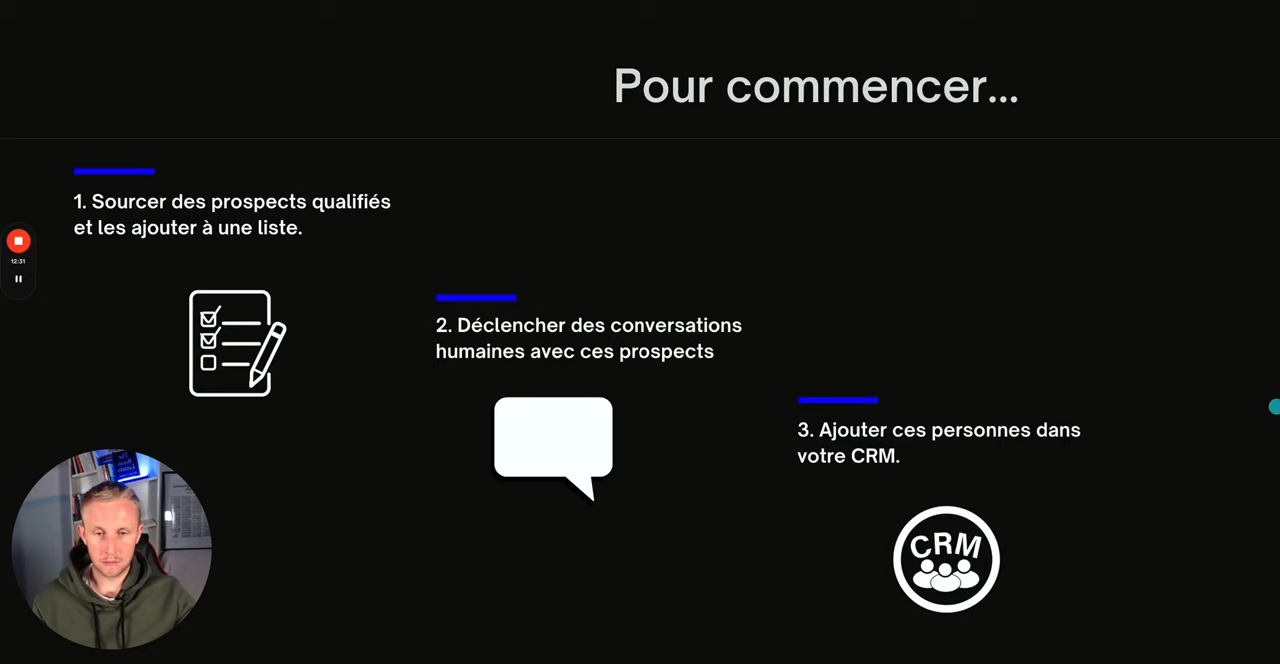 Pour commencer...
1. Sourcer des prospects qualifiés
et les ajouter à une liste.
12:31
2. Déclencher des conversations
humaines avec ces prospects
3. Ajouter ces personnes dans
votre CRM.
CRM